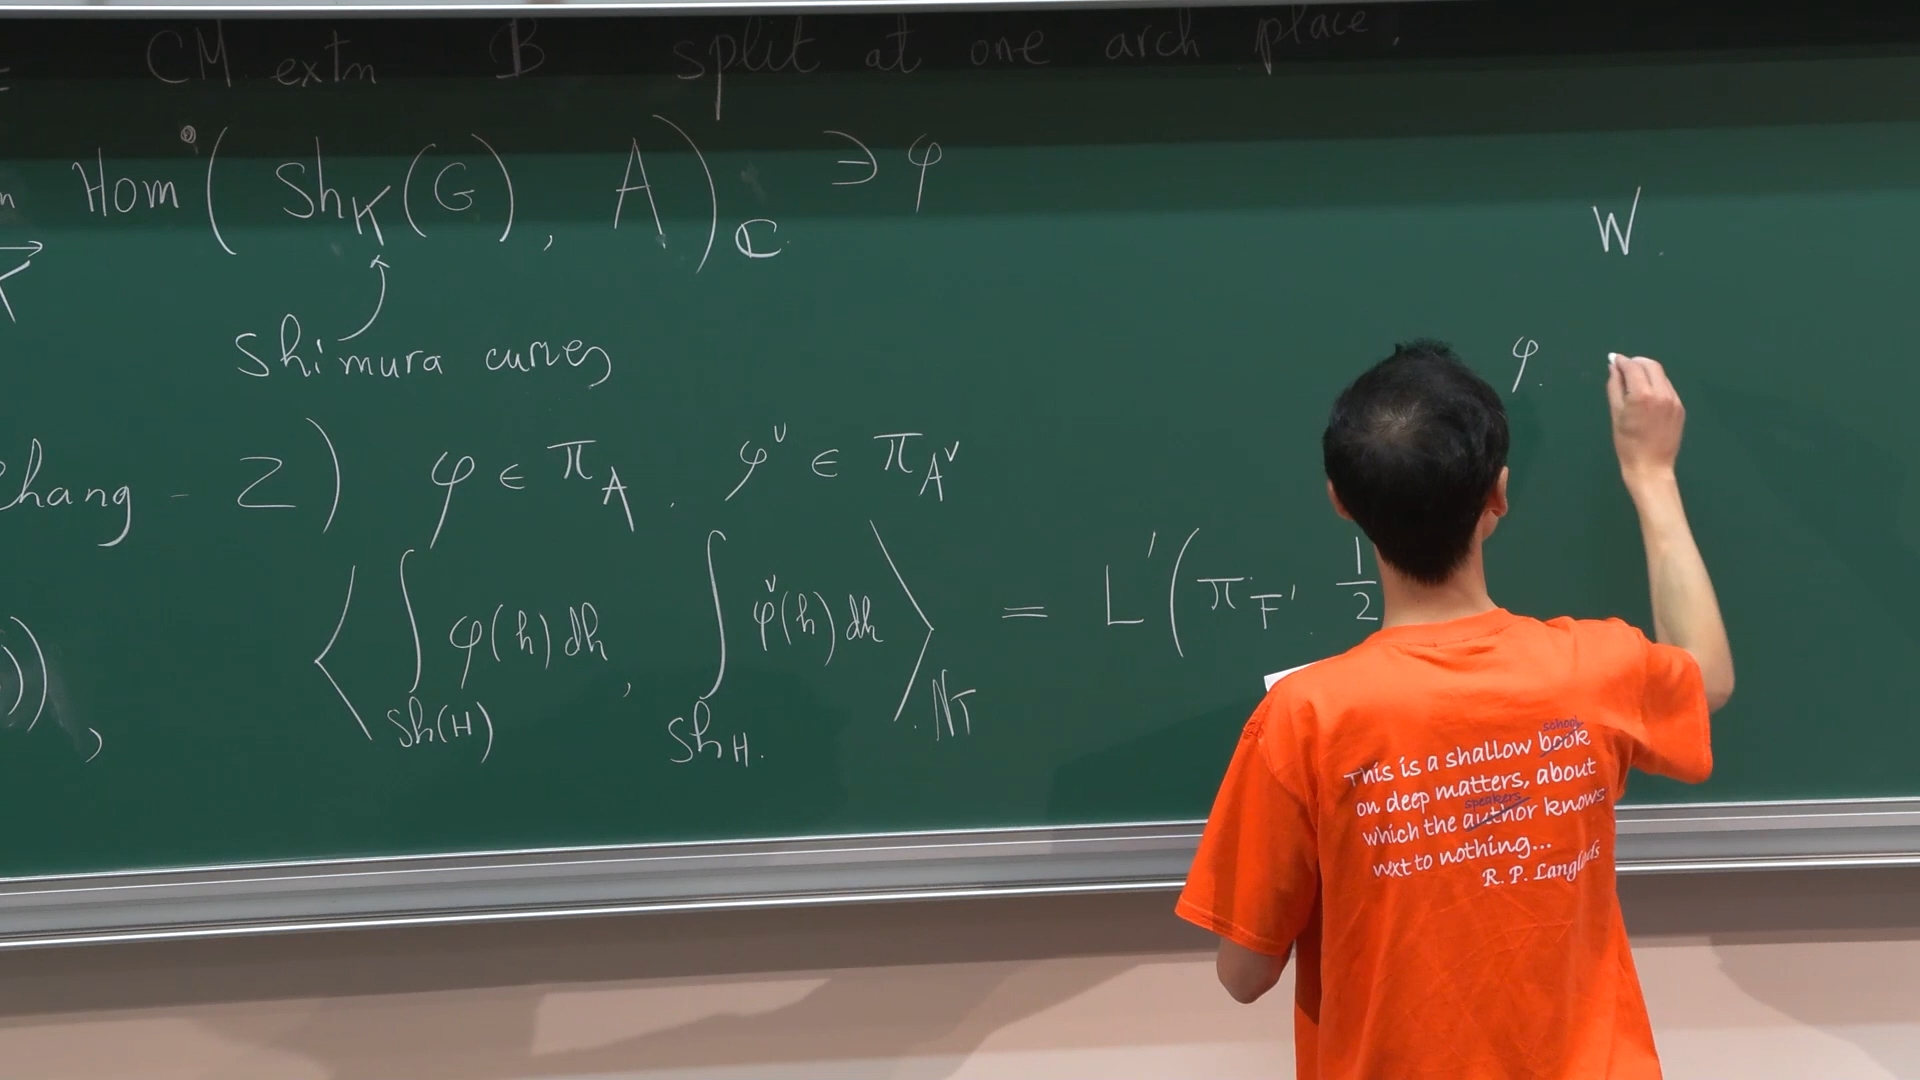 CM extn B split at one arch place.
Hom ( Sh_K (G), A )_C ∋ φ
W.
Shimura curves
φ.
hang - Z) φ ∈ π_A . φ^∨ ∈ π_{A^∨}
⟨ ∫_{Sh(H)} φ(h) dh , ∫_{Sh_H.} φ^∨(h) dh ⟩_{NT} = L' ( π_{F'} . 1/2
)) ,
school
This is a shallow book
on deep matters, about
speakers
which the author knows
next to nothing...
R. P. Langlands